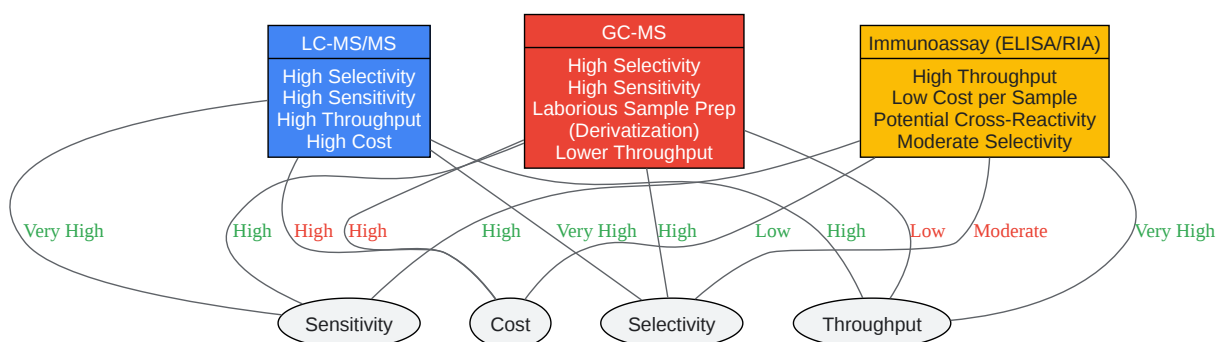 LC-MS/MS
High Selectivity
High Sensitivity
High Throughput
High Cost
GC-MS
High Selectivity
High Sensitivity
Laborious Sample Prep
(Derivatization)
Lower Throughput
Immunoassay (ELISA/RIA)
High Throughput
Low Cost per Sample
Potential Cross-Reactivity
Moderate Selectivity
Very High
High
High
High
High
Very High
High
Low
High
Low
Moderate
Very High
Sensitivity
Cost
Selectivity
Throughput